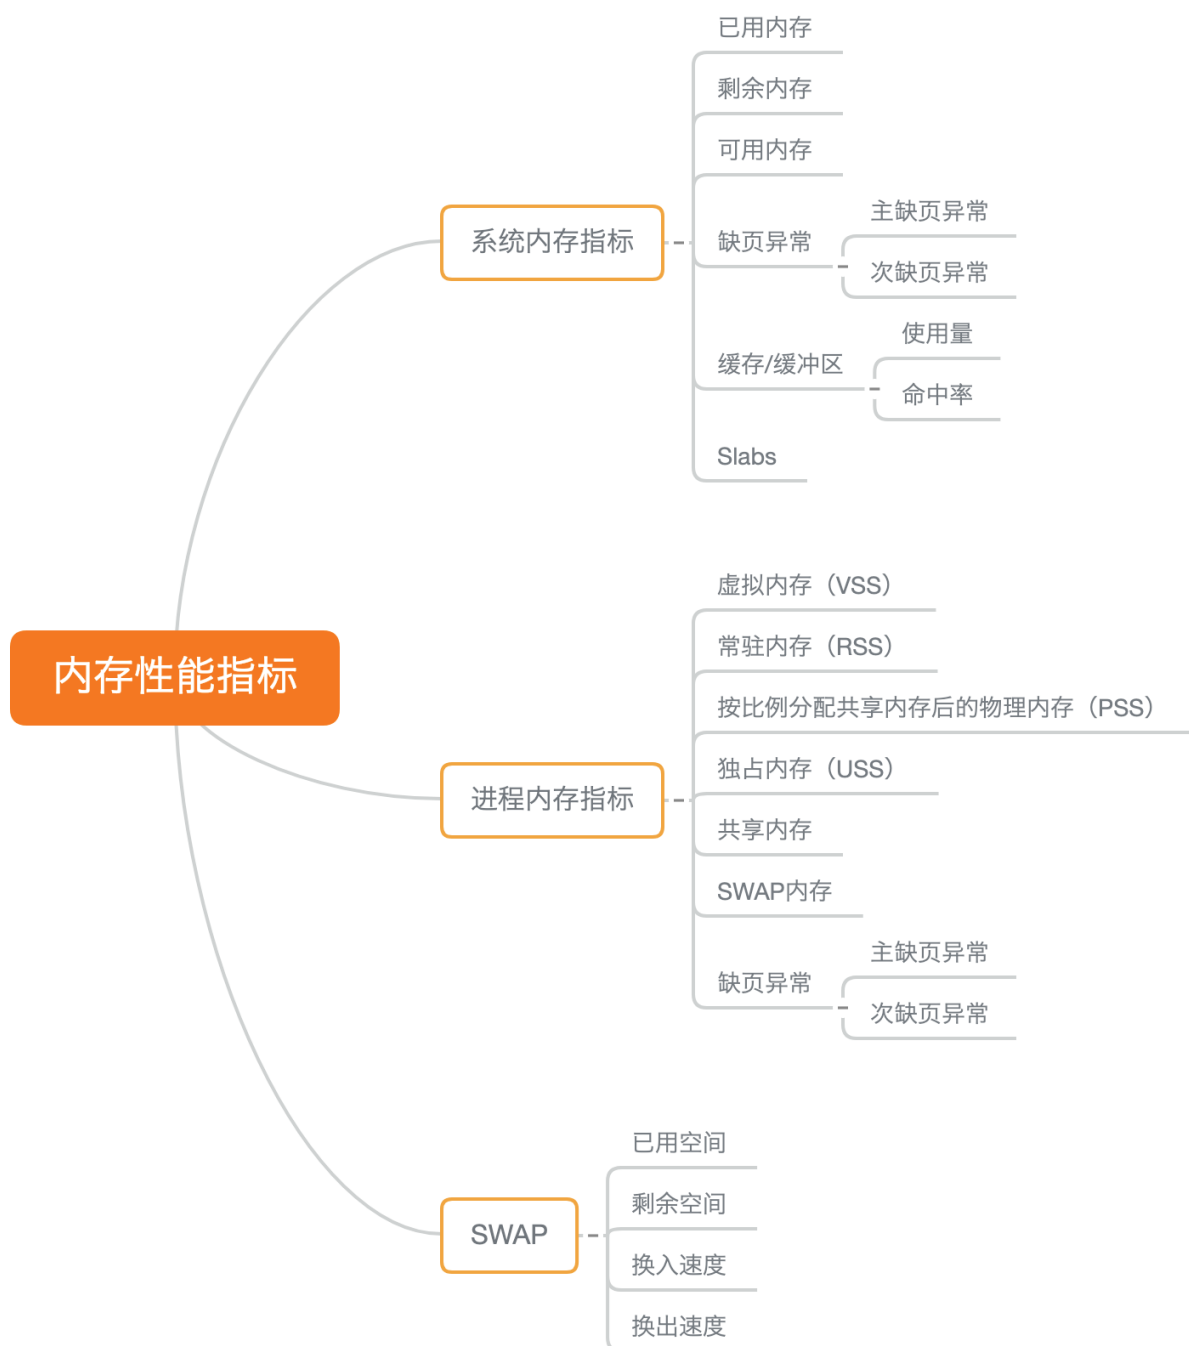 内存性能指标
系统内存指标
已用内存
剩余内存
可用内存
缺页异常
主缺页异常
次缺页异常
缓存/缓冲区
使用量
命中率
Slabs
进程内存指标
虚拟内存（VSS）
常驻内存（RSS）
按比例分配共享内存后的物理内存（PSS）
独占内存（USS）
共享内存
SWAP内存
缺页异常
主缺页异常
次缺页异常
SWAP
已用空间
剩余空间
换入速度
换出速度